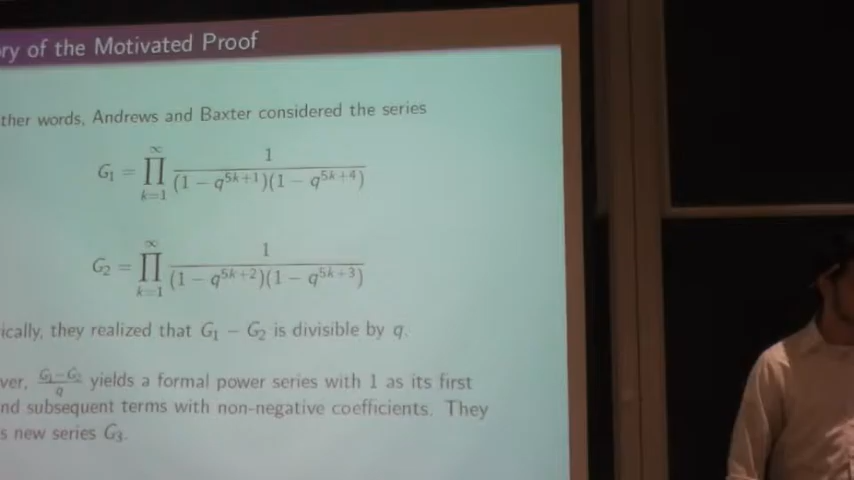 ry of the Motivated Proof
ther words, Andrews and Baxter considered the series
G₁ = ∏_{k=1}^{∞} 1 / ((1 − q^{5k+1})(1 − q^{5k+4}))
G₂ = ∏_{k=1}^{∞} 1 / ((1 − q^{5k+2})(1 − q^{5k+3}))
ically, they realized that G₁ − G₂ is divisible by q.
ver, (G₁−G₂)/q yields a formal power series with 1 as its first
nd subsequent terms with non-negative coefficients. They
s new series G₃.